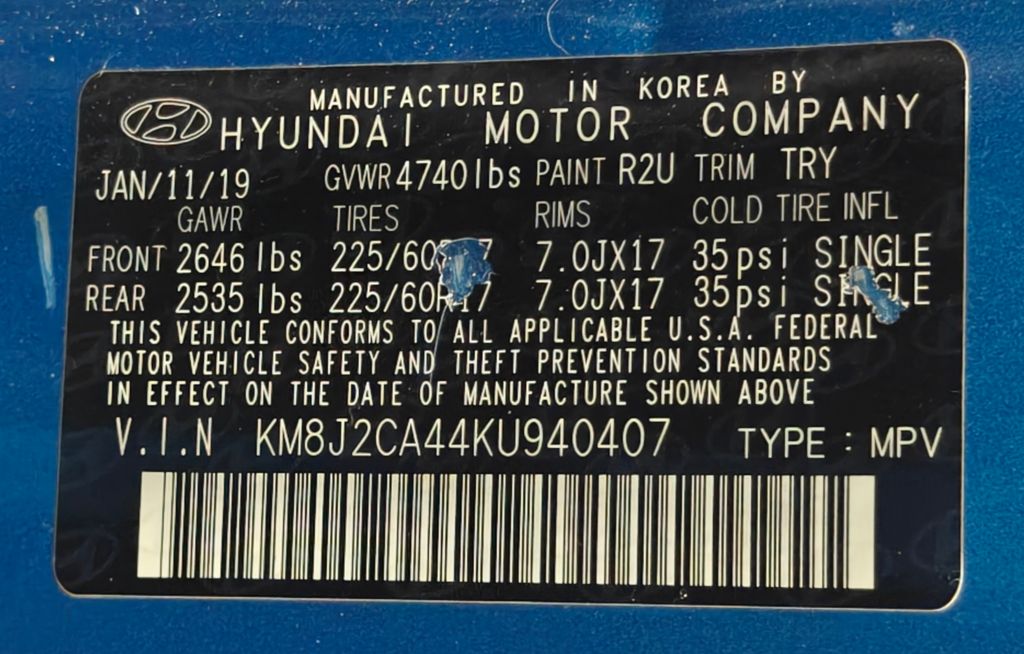 MANUFACTURED IN KOREA BY
HYUNDAI MOTOR COMPANY
JAN/11/19 GVWR 4740lbs PAINT R2U TRIM TRY
GAWR TIRES RIMS COLD TIRE INFL
FRONT 2646 lbs 7.0JX17 35psi SINGLE
REAR 2535 lbs 225/60R17 7.0JX17 35psi SINGLE
THIS VEHICLE CONFORMS TO ALL APPLICABLE U.S.A. FEDERAL
MOTOR VEHICLE SAFETY AND THEFT PREVENTION STANDARDS
IN EFFECT ON THE DATE OF MANUFACTURE SHOWN ABOVE
V.I.N KM8J2CA44KU940407 TYPE : MPV